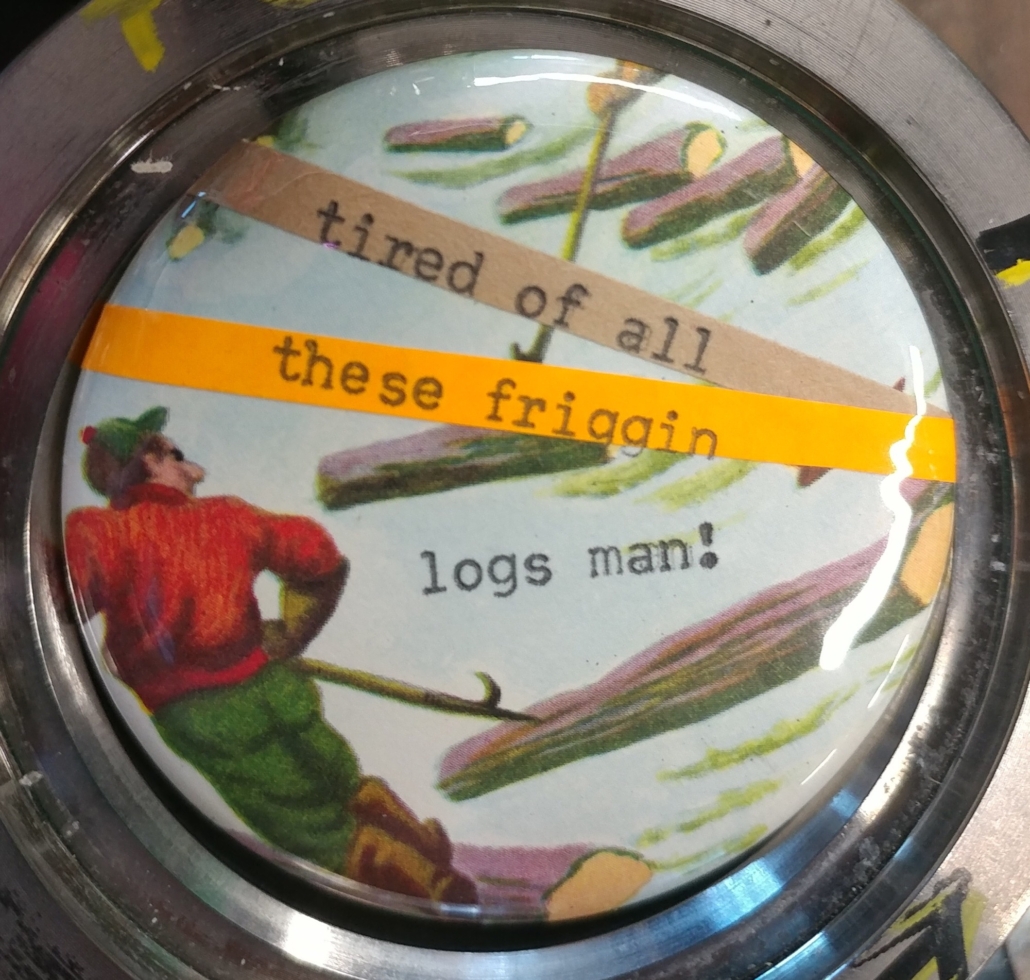 tired of all
these friggin
logs man!